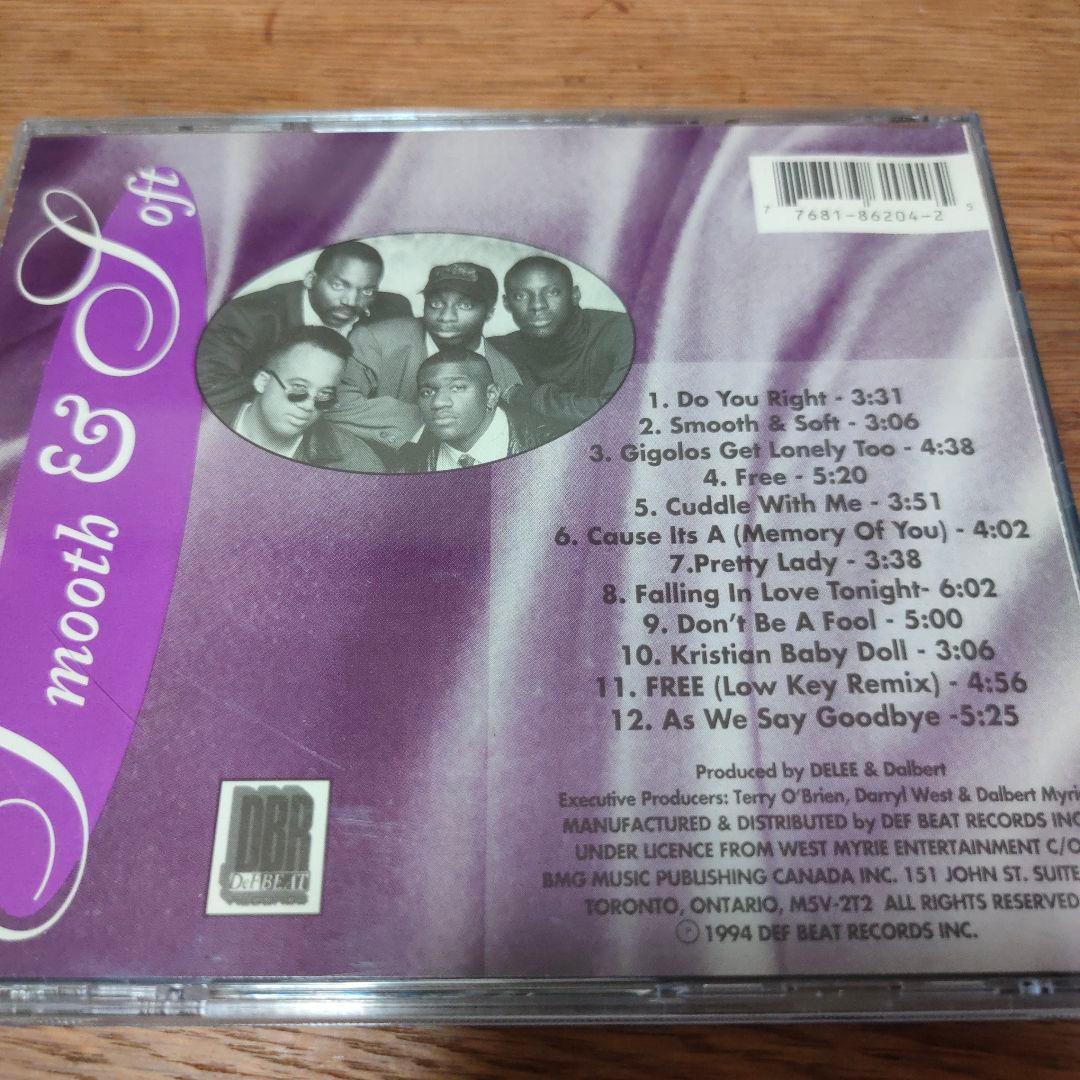 Smooth & Soft
7 7681-86204-2 5
1. Do You Right - 3:31
2. Smooth & Soft - 3:06
3. Gigolos Get Lonely Too - 4:38
4. Free - 5:20
5. Cuddle With Me - 3:51
6. Cause Its A (Memory Of You) - 4:02
7.Pretty Lady - 3:38
8. Falling In Love Tonight- 6:02
9. Don't Be A Fool - 5:00
10. Kristian Baby Doll - 3:06
11. FREE (Low Key Remix) - 4:56
12. As We Say Goodbye -5:25
Produced by DELEE & Dalbert
Executive Producers: Terry O'Brien, Darryl West & Dalbert Myrie
MANUFACTURED & DISTRIBUTED by DEF BEAT RECORDS INC
UNDER LICENCE FROM WEST MYRIE ENTERTAINMENT C/O
BMG MUSIC PUBLISHING CANADA INC. 151 JOHN ST. SUITE
TORONTO, ONTARIO, M5V-2T2 ALL RIGHTS RESERVED
℗ 1994 DEF BEAT RECORDS INC.
DBR
DeF BEAT
RECORDS